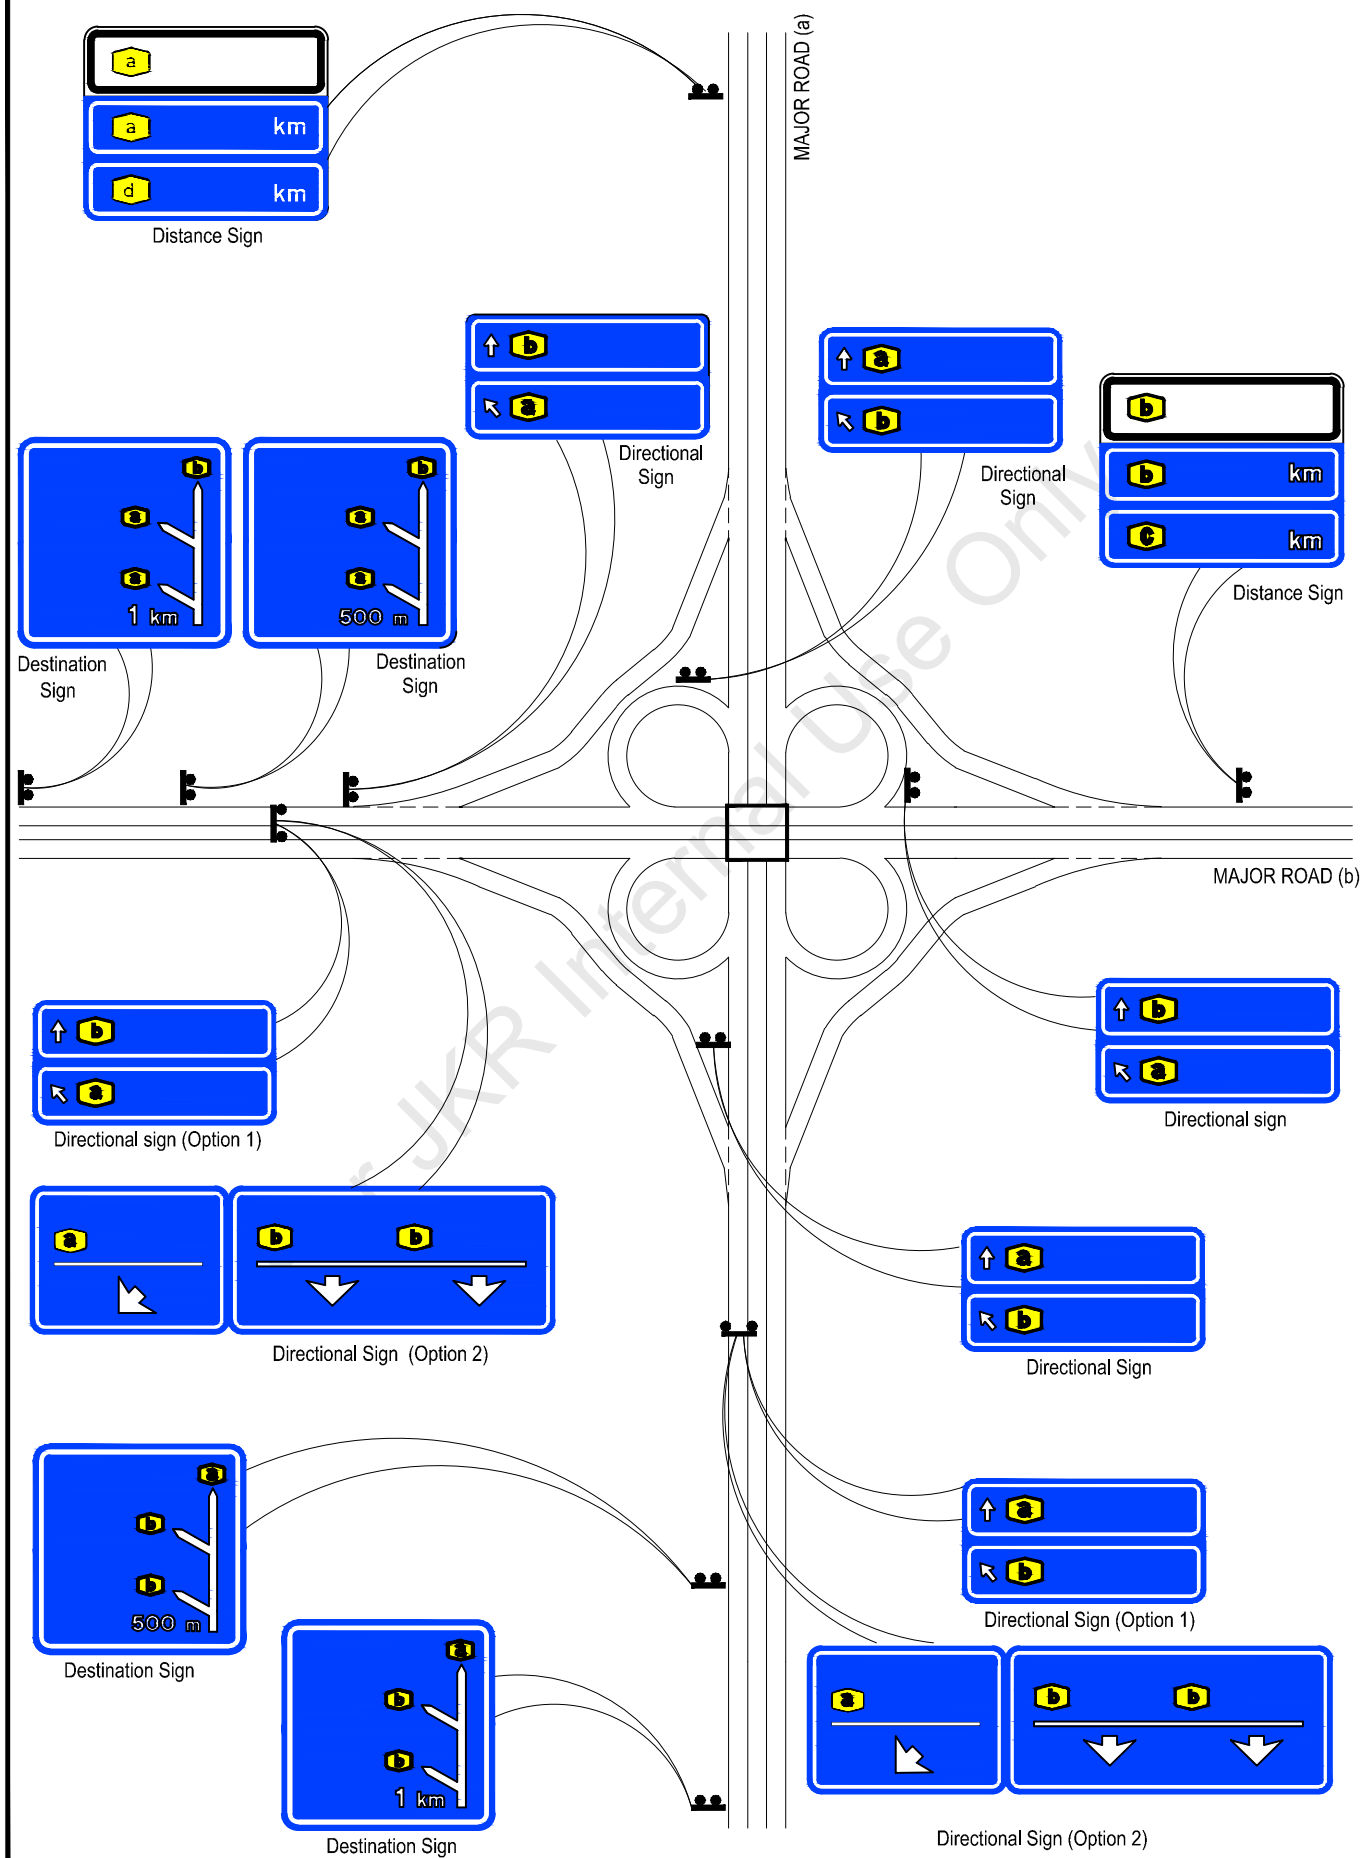 MAJOR ROAD (a)
a
a km
d km
Distance Sign
b
a
Directional
Sign
a
b
Directional
Sign
b
b km
c km
Distance Sign
b
a
a
1 km
Destination
Sign
b
a
a
500 m
Destination
Sign
MAJOR ROAD (b)
b
a
Directional sign (Option 1)
b
a
Directional sign
a
b b
Directional Sign (Option 2)
a
b
Directional Sign
a
b
b
500 m
Destination Sign
a
b
Directional Sign (Option 1)
a
b
b
1 km
Destination Sign
a
b b
Directional Sign (Option 2)
r JKR Internal Use Only